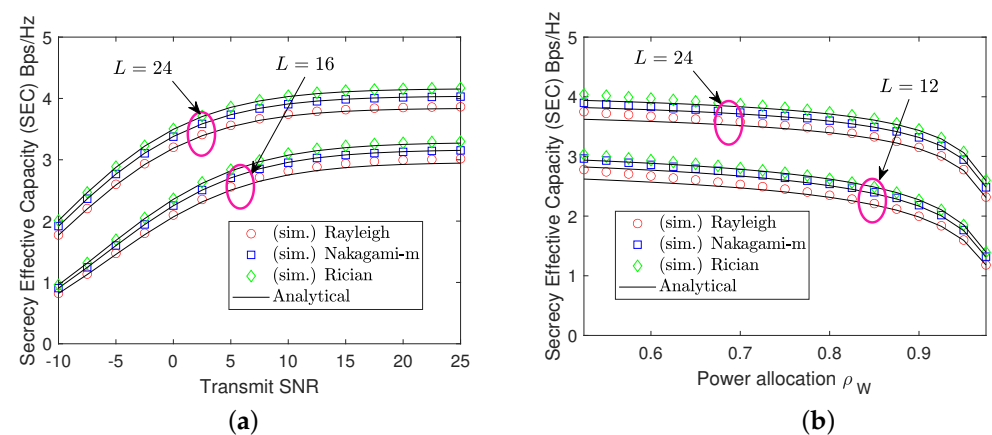 Secrecy Effective Capacity (SEC) Bps/Hz
5
4
3
2
1
0
L = 24
L = 16
(sim.) Rayleigh
(sim.) Nakagami-m
(sim.) Rician
Analytical
-10 -5 0 5 10 15 20 25
Transmit SNR
(a)
Secrecy Effective Capacity (SEC) Bps/Hz
5
4
3
2
1
0
L = 24
L = 12
(sim.) Rayleigh
(sim.) Nakagami-m
(sim.) Rician
Analytical
0.6 0.7 0.8 0.9
Power allocation ρ_W
(b)